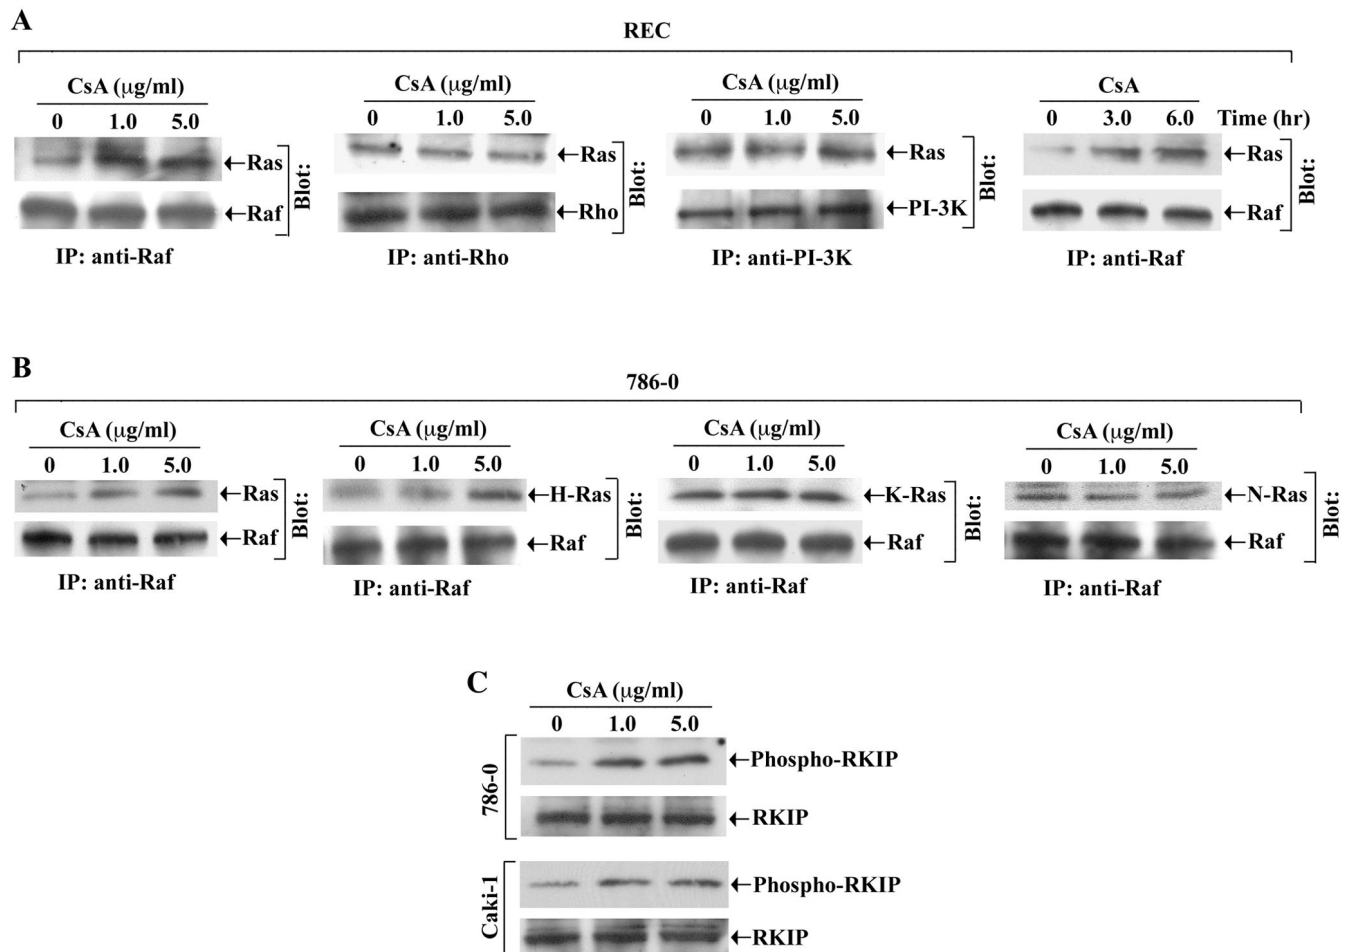 A
REC
CsA (μg/ml)
0 1.0 5.0
←Ras
←Raf
Blot:
IP: anti-Raf
CsA (μg/ml)
0 1.0 5.0
←Ras
←Rho
Blot:
IP: anti-Rho
CsA (μg/ml)
0 1.0 5.0
←Ras
←PI-3K
Blot:
IP: anti-PI-3K
CsA
0 3.0 6.0 Time (hr)
←Ras
←Raf
Blot:
IP: anti-Raf
B
786-0
CsA (μg/ml)
0 1.0 5.0
←Ras
←Raf
Blot:
IP: anti-Raf
CsA (μg/ml)
0 1.0 5.0
←H-Ras
←Raf
Blot:
IP: anti-Raf
CsA (μg/ml)
0 1.0 5.0
←K-Ras
←Raf
Blot:
IP: anti-Raf
CsA (μg/ml)
0 1.0 5.0
←N-Ras
←Raf
Blot:
IP: anti-Raf
C
CsA (μg/ml)
0 1.0 5.0
786-0
←Phospho-RKIP
←RKIP
Caki-1
←Phospho-RKIP
←RKIP